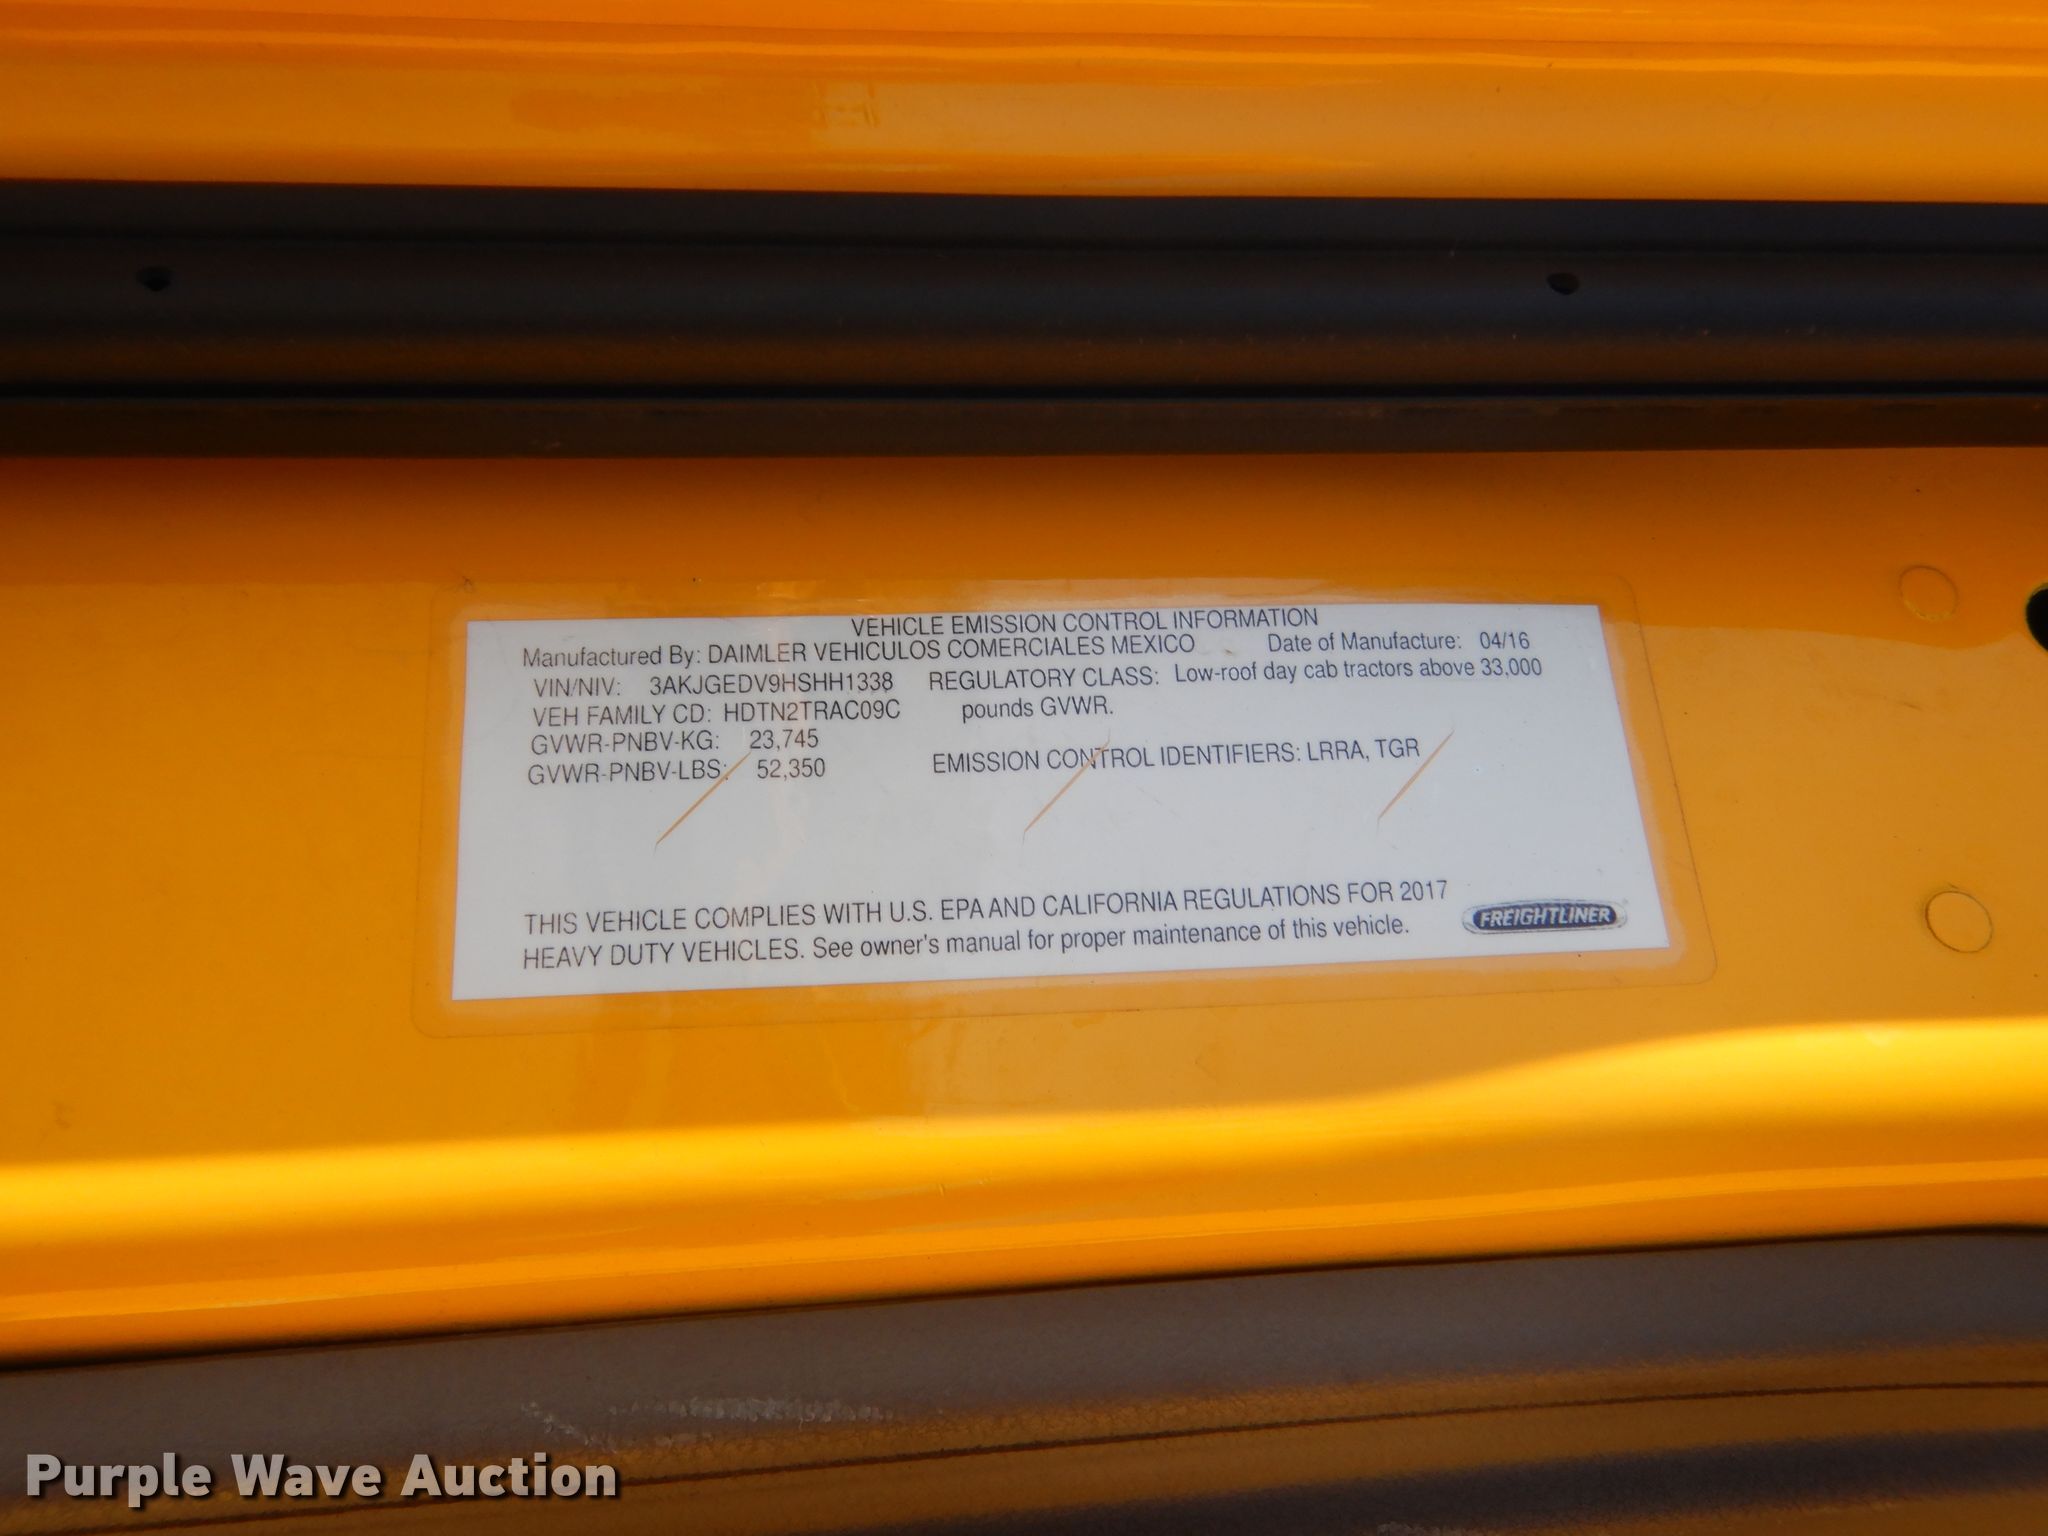 VEHICLE EMISSION CONTROL INFORMATION
Manufactured By: DAIMLER VEHICULOS COMERCIALES MEXICO Date of Manufacture: 04/16
VIN/NIV: 3AKJGEDV9HSHH1338 REGULATORY CLASS: Low-roof day cab tractors above 33,000
VEH FAMILY CD: HDTN2TRAC09C pounds GVWR.
GVWR-PNBV-KG: 23,745
GVWR-PNBV-LBS: 52,350 EMISSION CONTROL IDENTIFIERS: LRRA, TGR
THIS VEHICLE COMPLIES WITH U.S. EPA AND CALIFORNIA REGULATIONS FOR 2017
HEAVY DUTY VEHICLES. See owner's manual for proper maintenance of this vehicle.
FREIGHTLINER
Purple Wave Auction